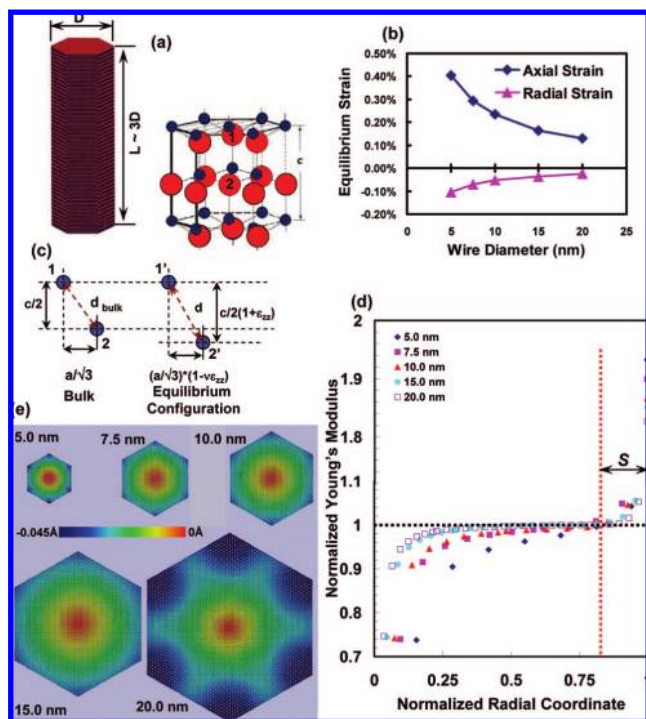 D
(a)
L ~ 3D
1
2
c
(b)
Equilibrium Strain
0.50%
0.40%
0.30%
0.20%
0.10%
0.00%
-0.10%
-0.20%
Axial Strain
Radial Strain
0 5 10 15 20 25
Wire Diameter (nm)
(c)
1 1'
c/2 d bulk d c/2(1+εzz)
2 2'
a/√3 (a/√3)*(1-νεzz)
Bulk Equilibrium
Configuration
(d)
Normalized Young's Modulus
2
1.9
1.8
1.1
1
0.9
0.8
0.7
5.0 nm
7.5 nm
10.0 nm
15.0 nm
20.0 nm
S
0 0.25 0.5 0.75
Normalized Radial Coordinate
(e)
5.0 nm 7.5 nm 10.0 nm
-0.045Å 0Å
15.0 nm 20.0 nm